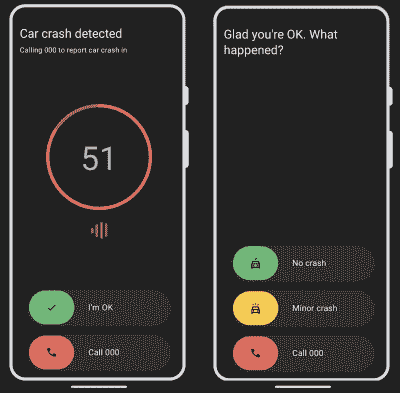 Car crash detected
Calling 000 to report car crash in
51
I'm OK
Call 000
Glad you're OK. What
happened?
No crash
Minor crash
Call 000